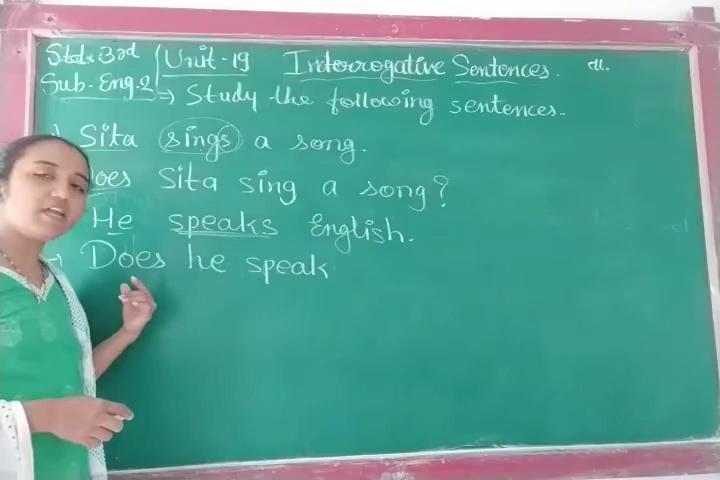 Std:- 3rd
Sub- Eng.2
Unit - 19 Interrogative Sentences.
→ Study the following sentences.
Sita sings a song.
oes Sita sing a song?
He speaks English.
→ Does he speak